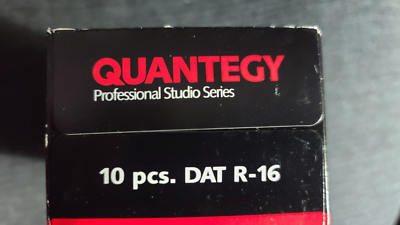 QUANTEGY
Professional Studio Series
10 pcs. DAT R-16